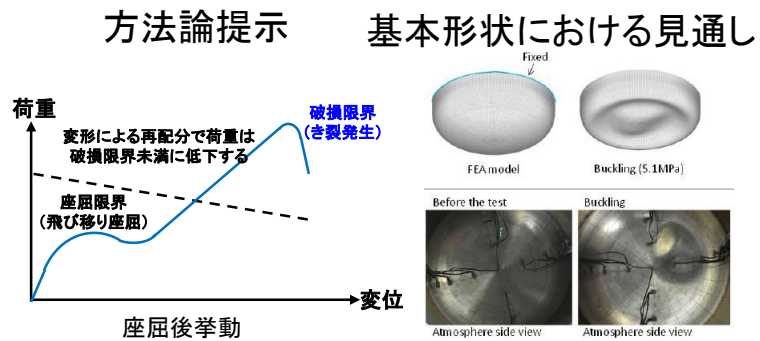 方法論提示
基本形状における見通し
荷重
変形による再配分で荷重は
破損限界未満に低下する
破損限界
(き裂発生)
座屈限界
(飛び移り座屈)
変位
座屈後挙動
Fixed
FEA model
Buckling (5.1MPa)
Before the test
Buckling
Atmosphere side view
Atmosphere side view